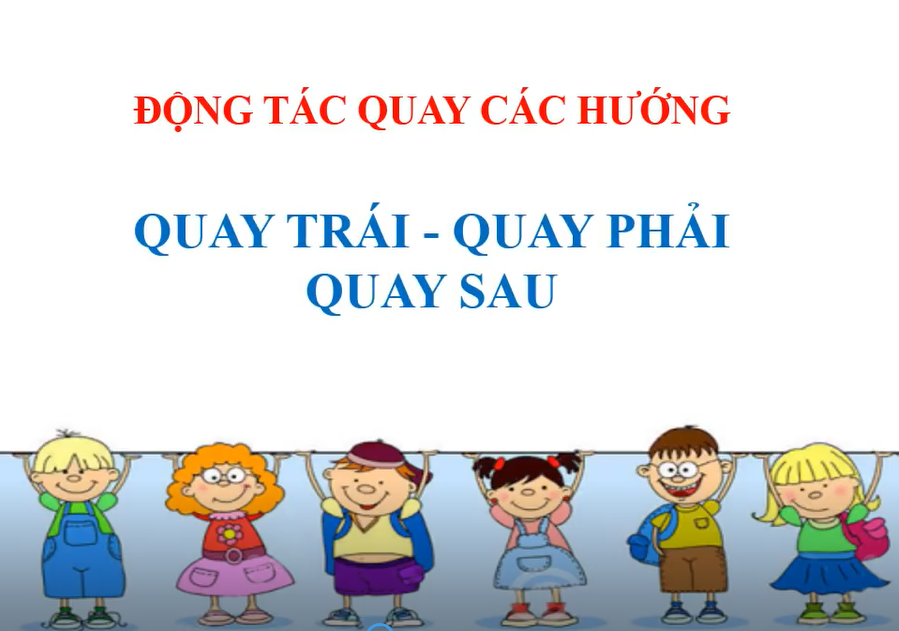 ĐỘNG TÁC QUAY CÁC HƯỚNG
QUAY TRÁI - QUAY PHẢI
QUAY SAU